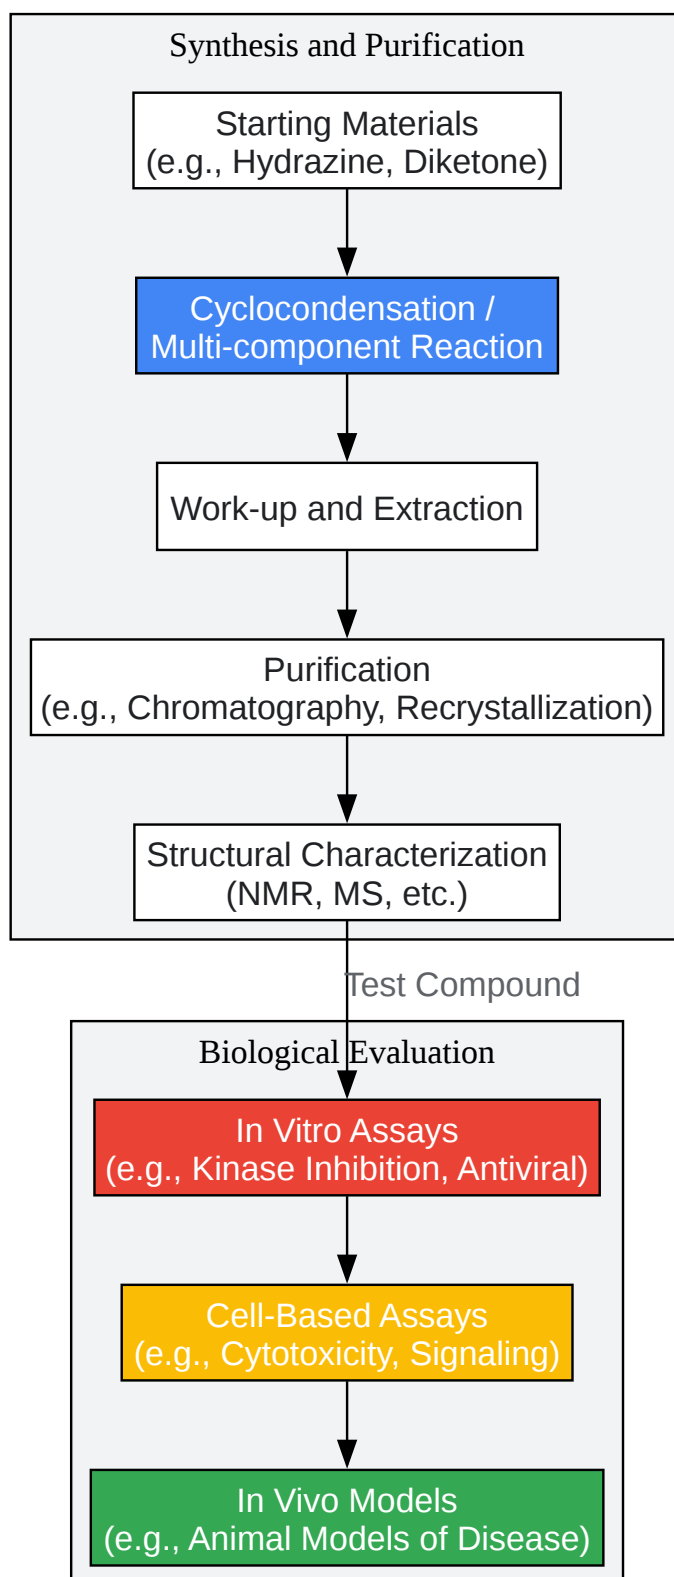 Synthesis and Purification
Starting Materials
(e.g., Hydrazine, Diketone)
Cyclocondensation /
Multi-component Reaction
Work-up and Extraction
Purification
(e.g., Chromatography, Recrystallization)
Structural Characterization
(NMR, MS, etc.)
Test Compound
Biological Evaluation
In Vitro Assays
(e.g., Kinase Inhibition, Antiviral)
Cell-Based Assays
(e.g., Cytotoxicity, Signaling)
In Vivo Models
(e.g., Animal Models of Disease)